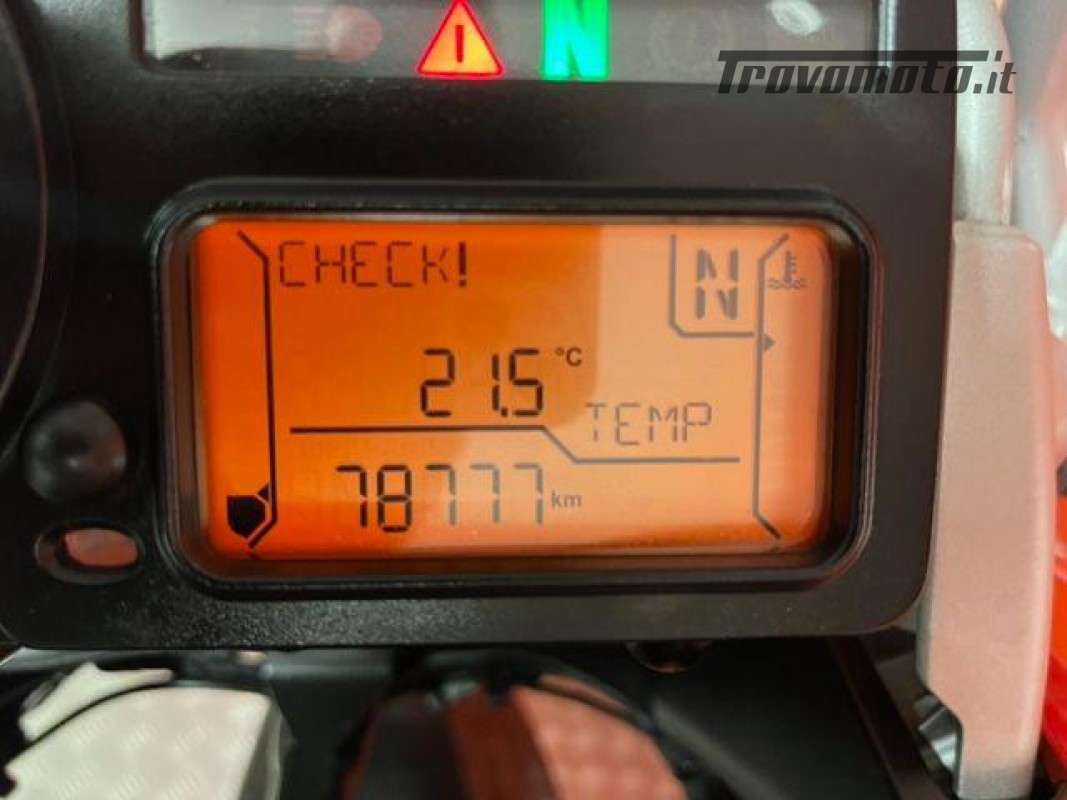 N
Trovomoto.it
CHECK!
N
21.5 °C
TEMP
78777 km